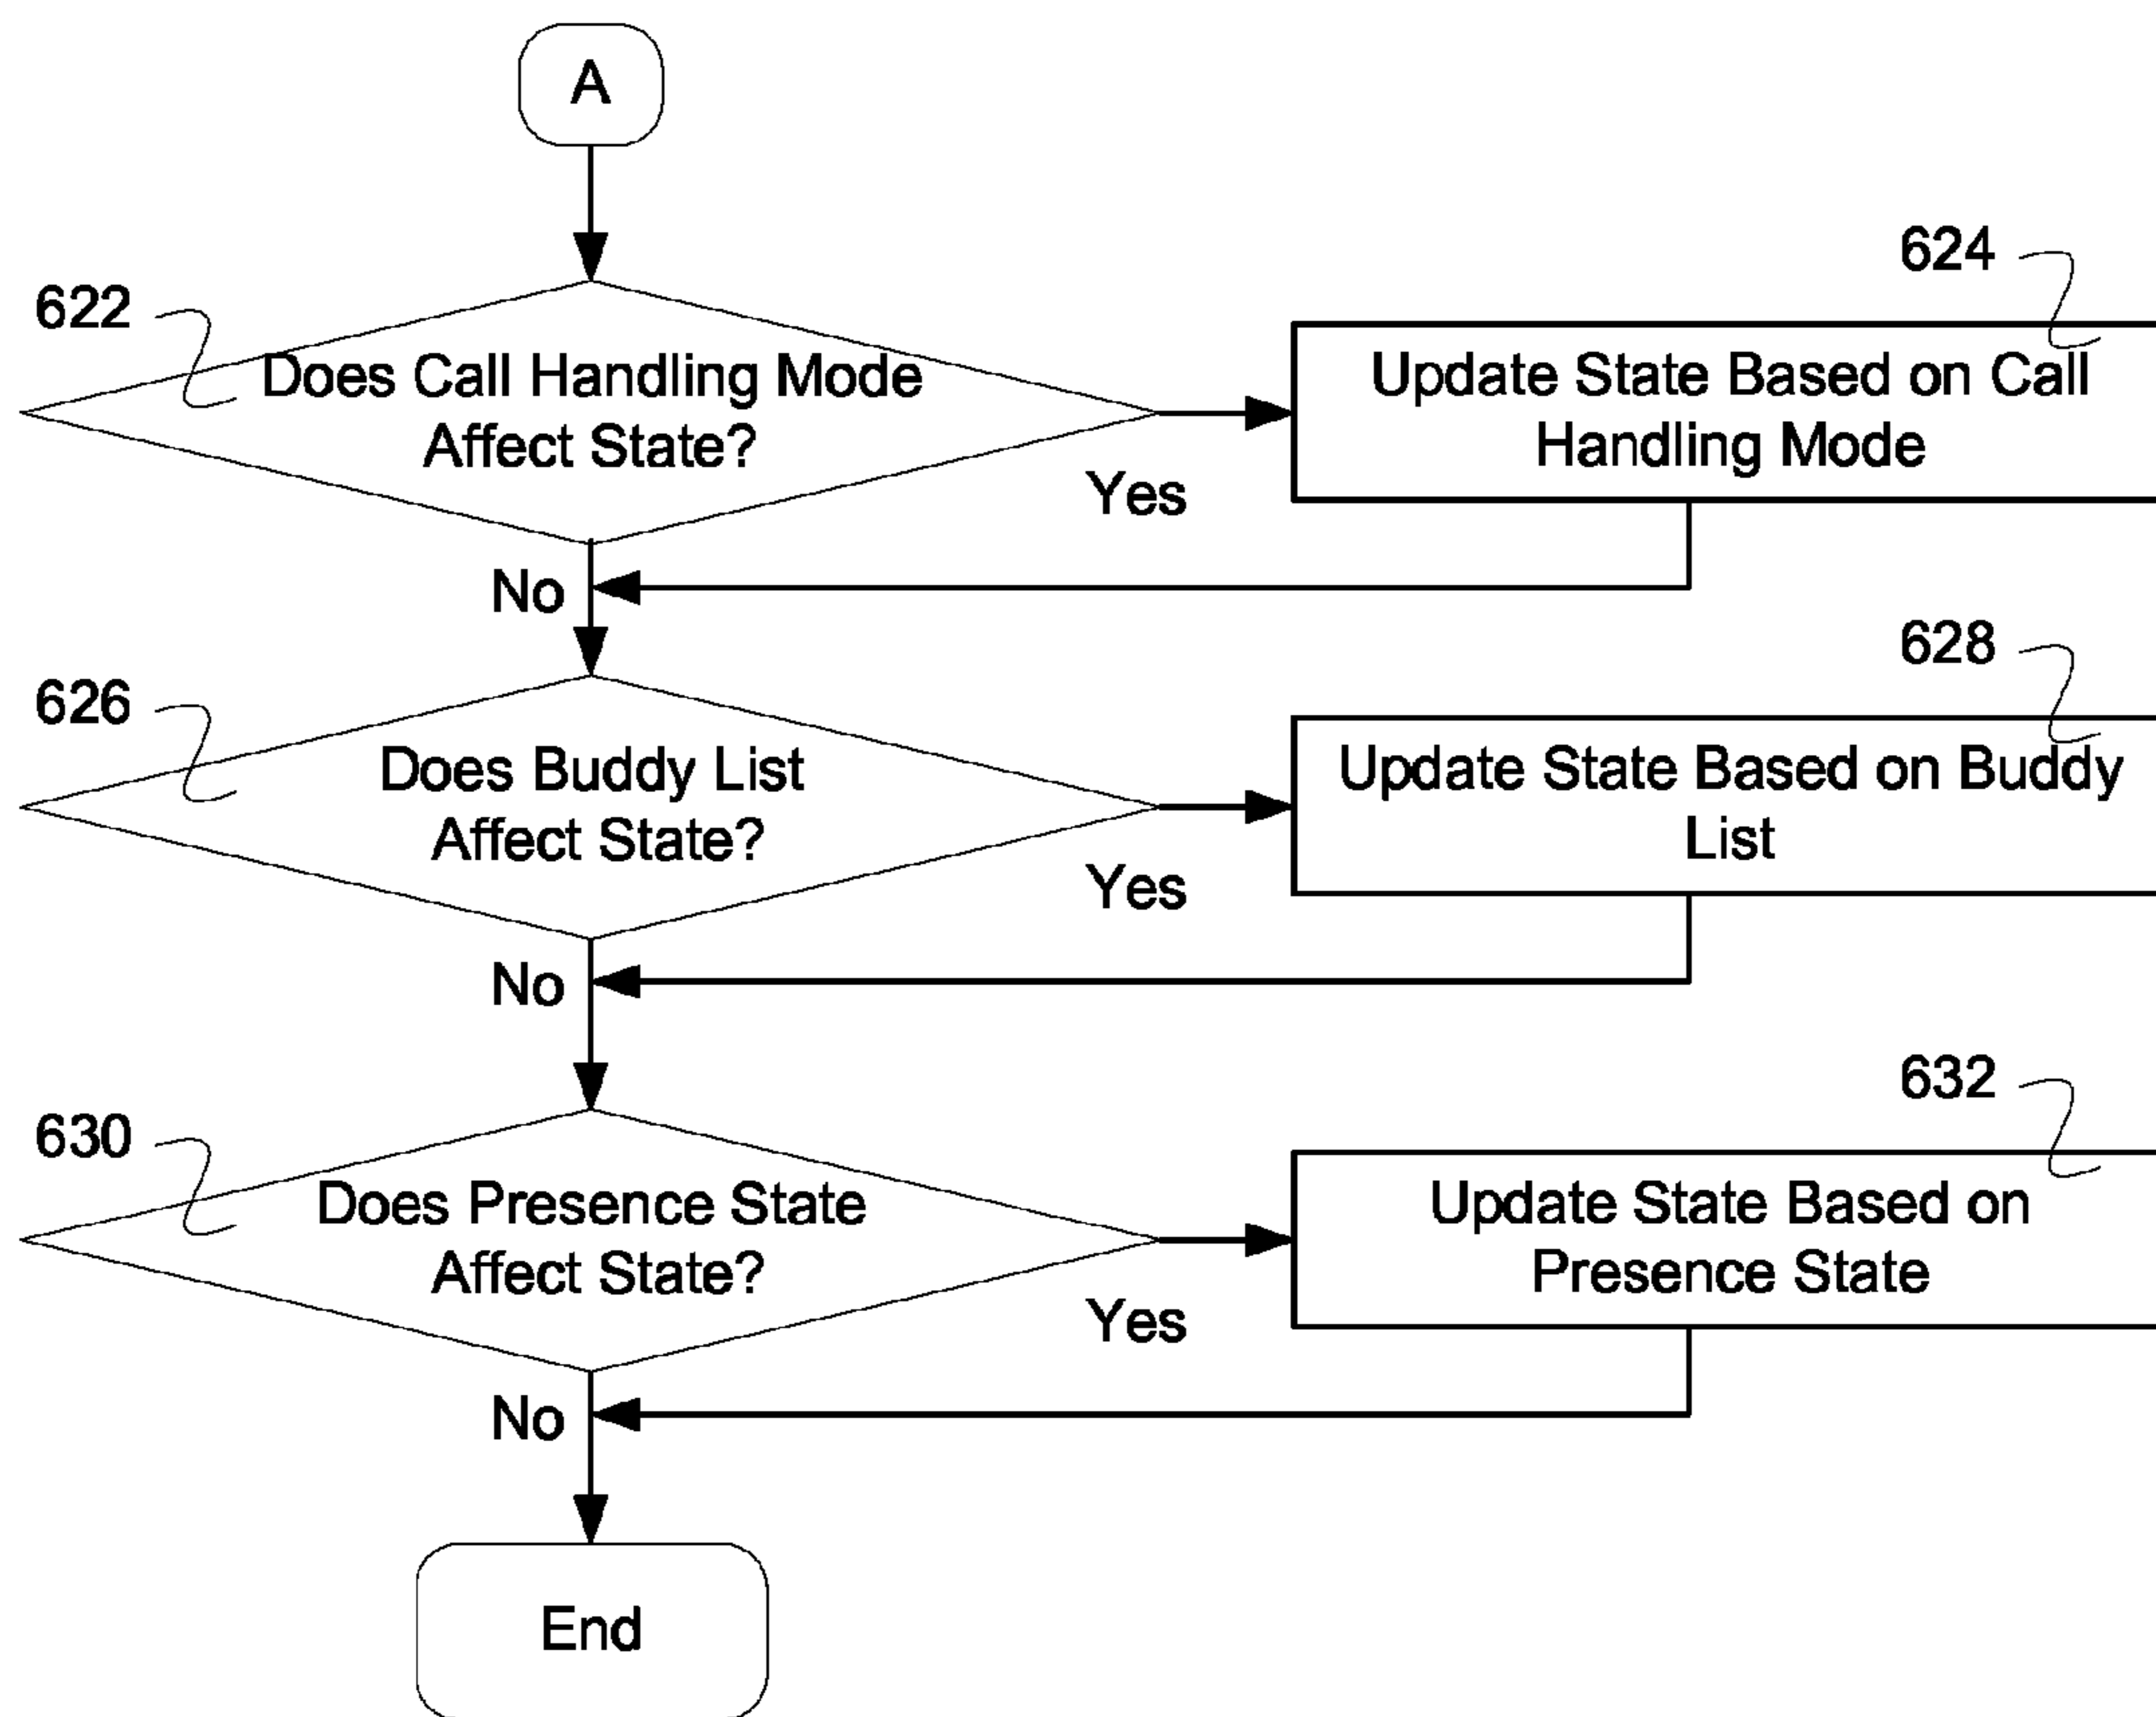 A
622
Does Call Handling Mode
Affect State?
Yes
624
Update State Based on Call
Handling Mode
No
626
Does Buddy List
Affect State?
Yes
628
Update State Based on Buddy
List
No
630
Does Presence State
Affect State?
Yes
632
Update State Based on
Presence State
No
End